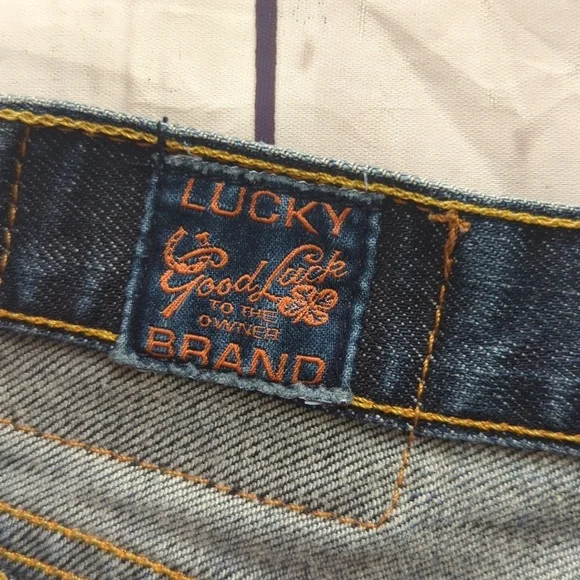 LUCKY
Good Luck
TO THE
OWNER
BRAND